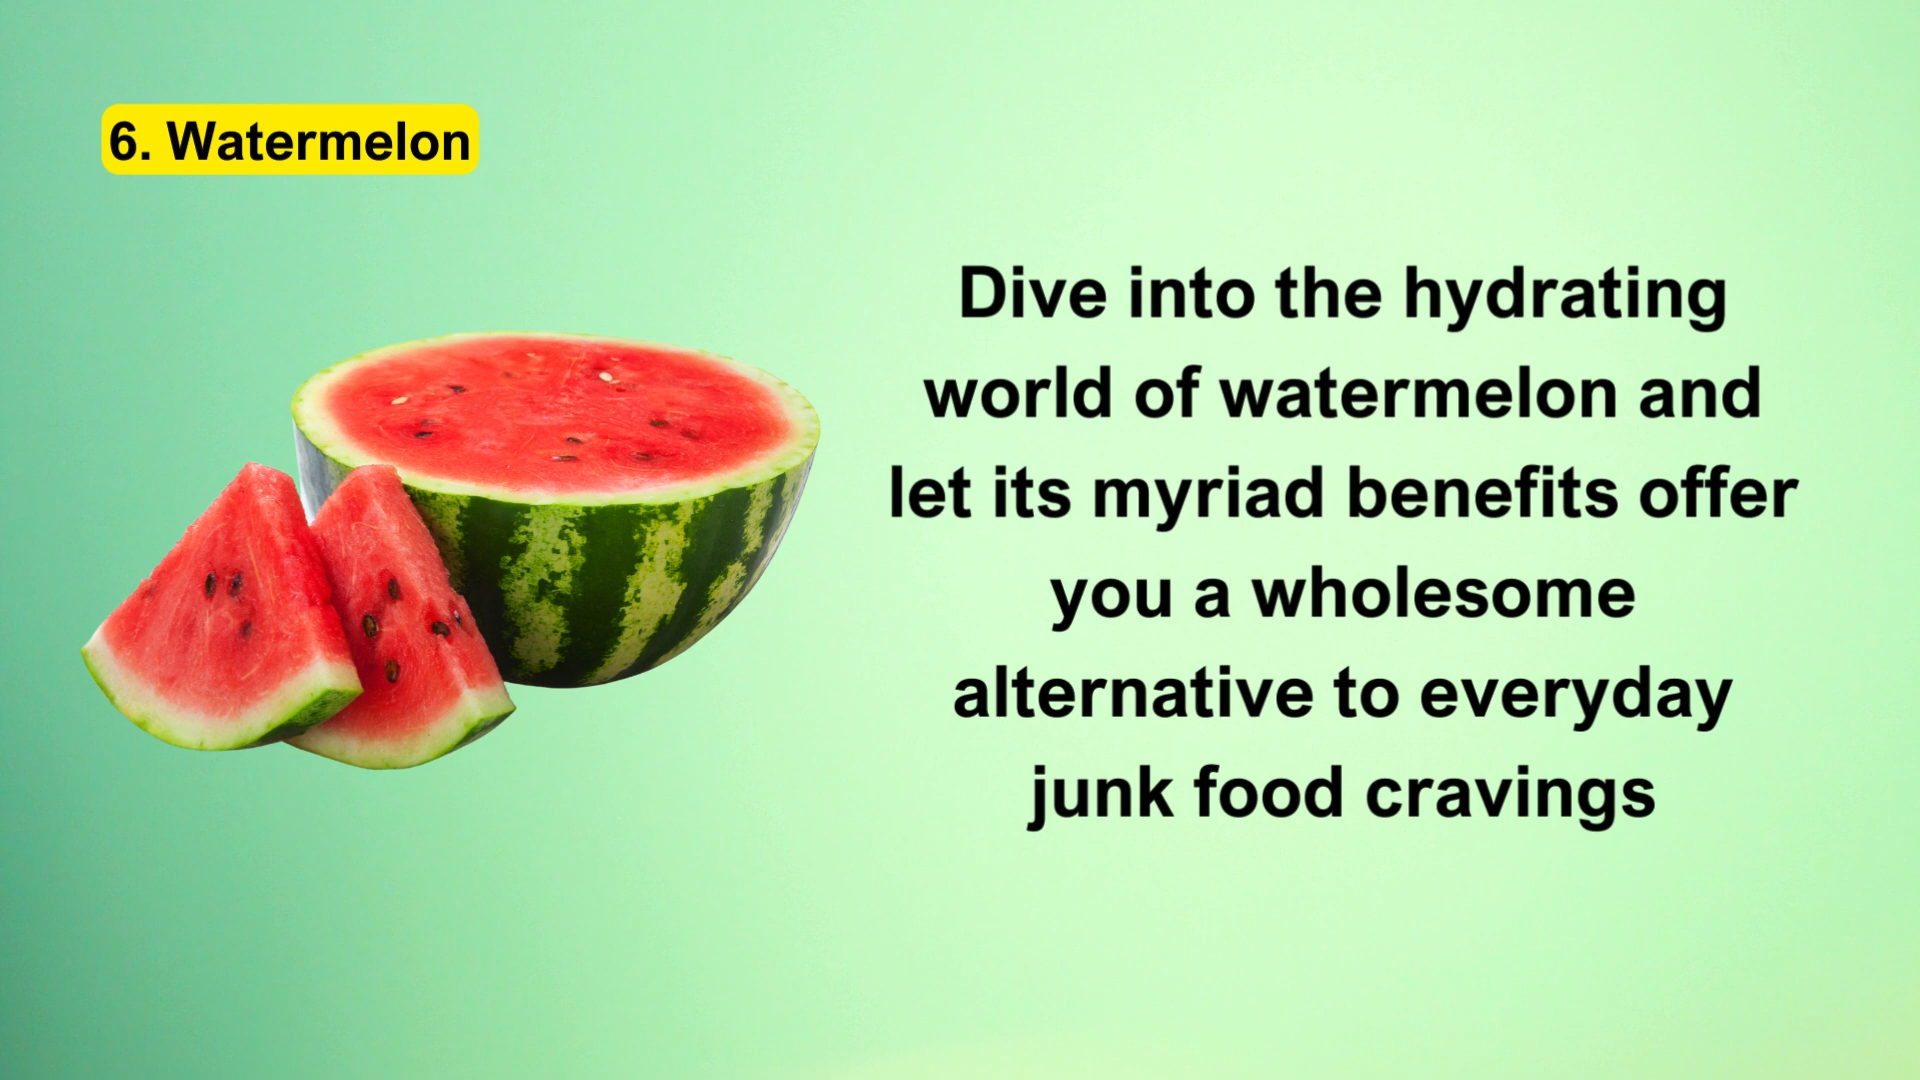 6. Watermelon
Dive into the hydrating
world of watermelon and
let its myriad benefits offer
you a wholesome
alternative to everyday
junk food cravings